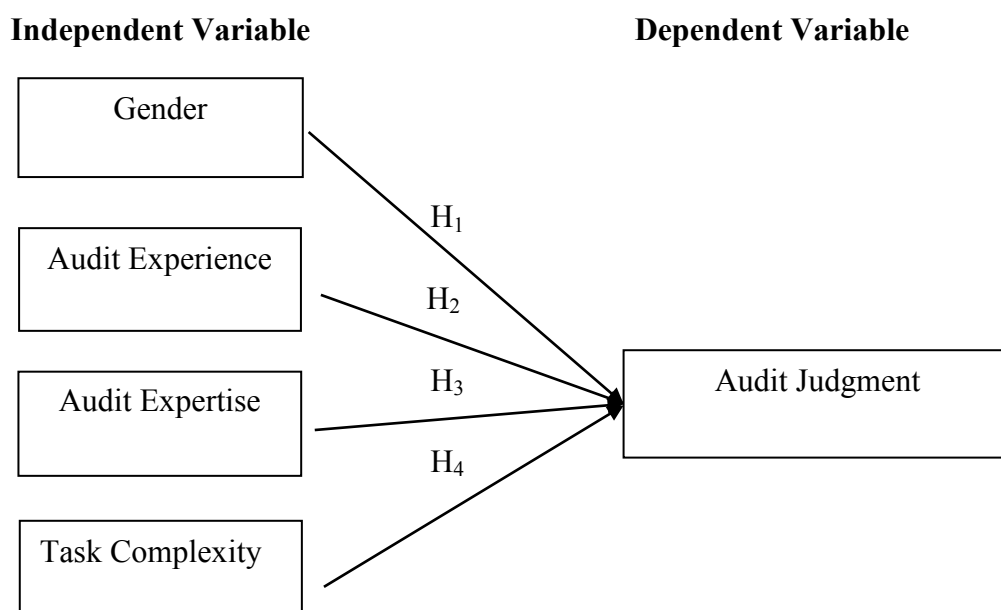 Independent Variable
Dependent Variable
Gender
H₁
Audit Experience
H₂
Audit Expertise
H₃
Audit Judgment
H₄
Task Complexity